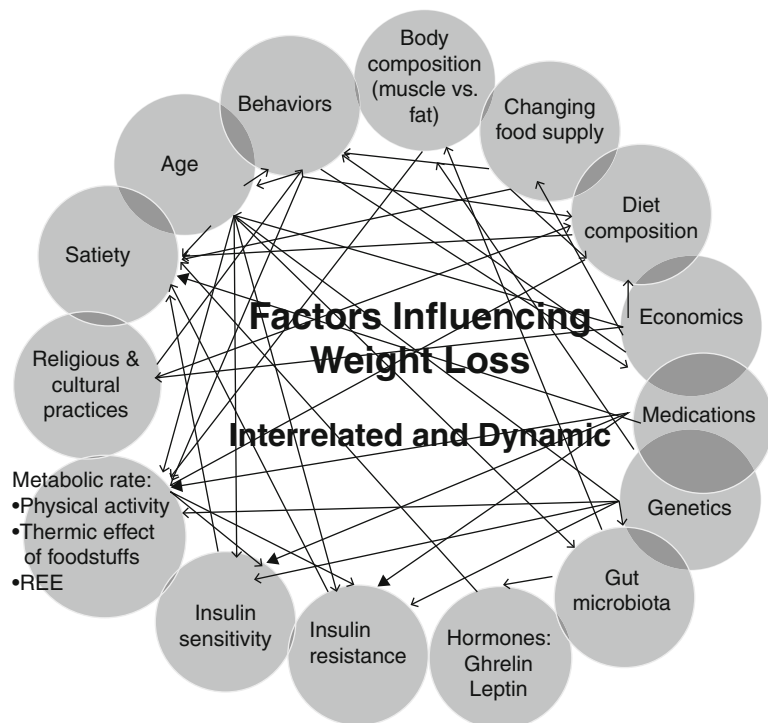 Body
composition
(muscle vs.
fat)
Changing
food supply
Diet
composition
Economics
Medications
Genetics
Gut
microbiota
Hormones:
Ghrelin
Leptin
Insulin
resistance
Insulin
sensitivity
Metabolic rate:
•Physical activity
•Thermic effect
of foodstuffs
•REE
Religious &
cultural
practices
Satiety
Age
Behaviors
Factors Influencing
Weight Loss
Interrelated and Dynamic